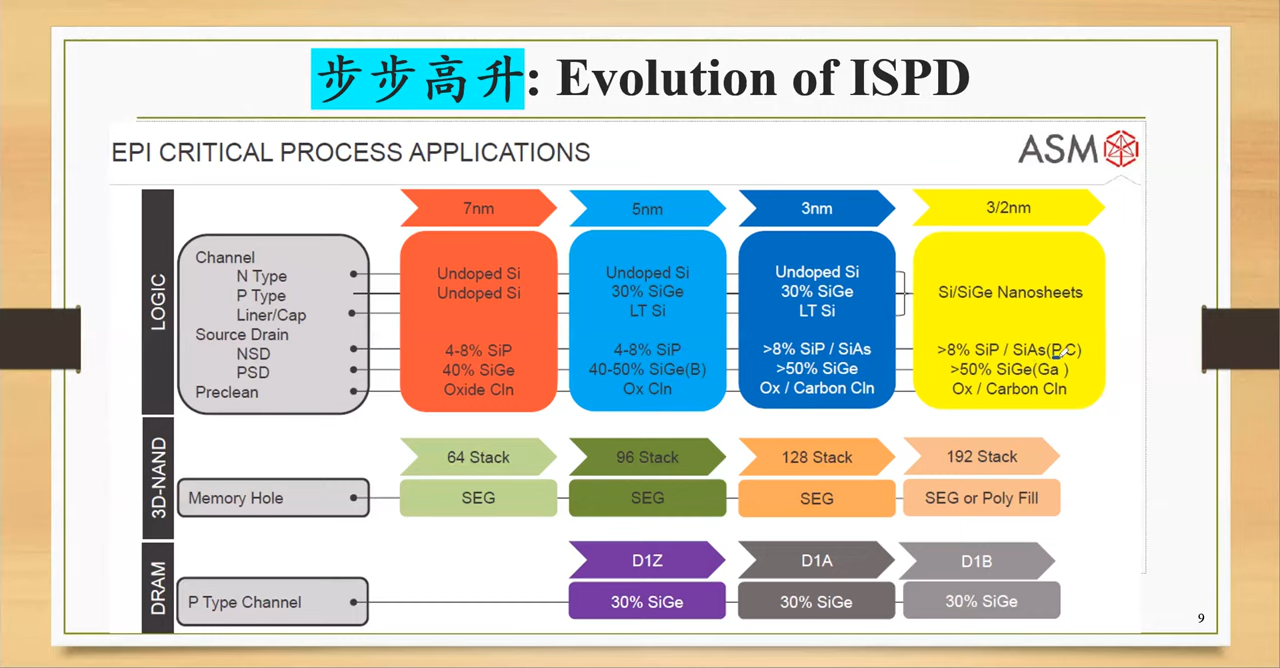 步步高升: Evolution of ISPD
EPI CRITICAL PROCESS APPLICATIONS
ASM
LOGIC
7nm
5nm
3nm
3/2nm
Channel
N Type
Undoped Si
Undoped Si
Undoped Si
P Type
Undoped Si
30% SiGe
30% SiGe
Si/SiGe Nanosheets
Liner/Cap
LT Si
LT Si
Source Drain
NSD
4-8% SiP
4-8% SiP
>8% SiP / SiAs
>8% SiP / SiAs(P,C)
PSD
40% SiGe
40-50% SiGe(B)
>50% SiGe
>50% SiGe(Ga )
Preclean
Oxide Cln
Ox Cln
Ox / Carbon Cln
Ox / Carbon Cln
3D-NAND
64 Stack
96 Stack
128 Stack
192 Stack
Memory Hole
SEG
SEG
SEG
SEG or Poly Fill
DRAM
D1Z
D1A
D1B
P Type Channel
30% SiGe
30% SiGe
30% SiGe
9